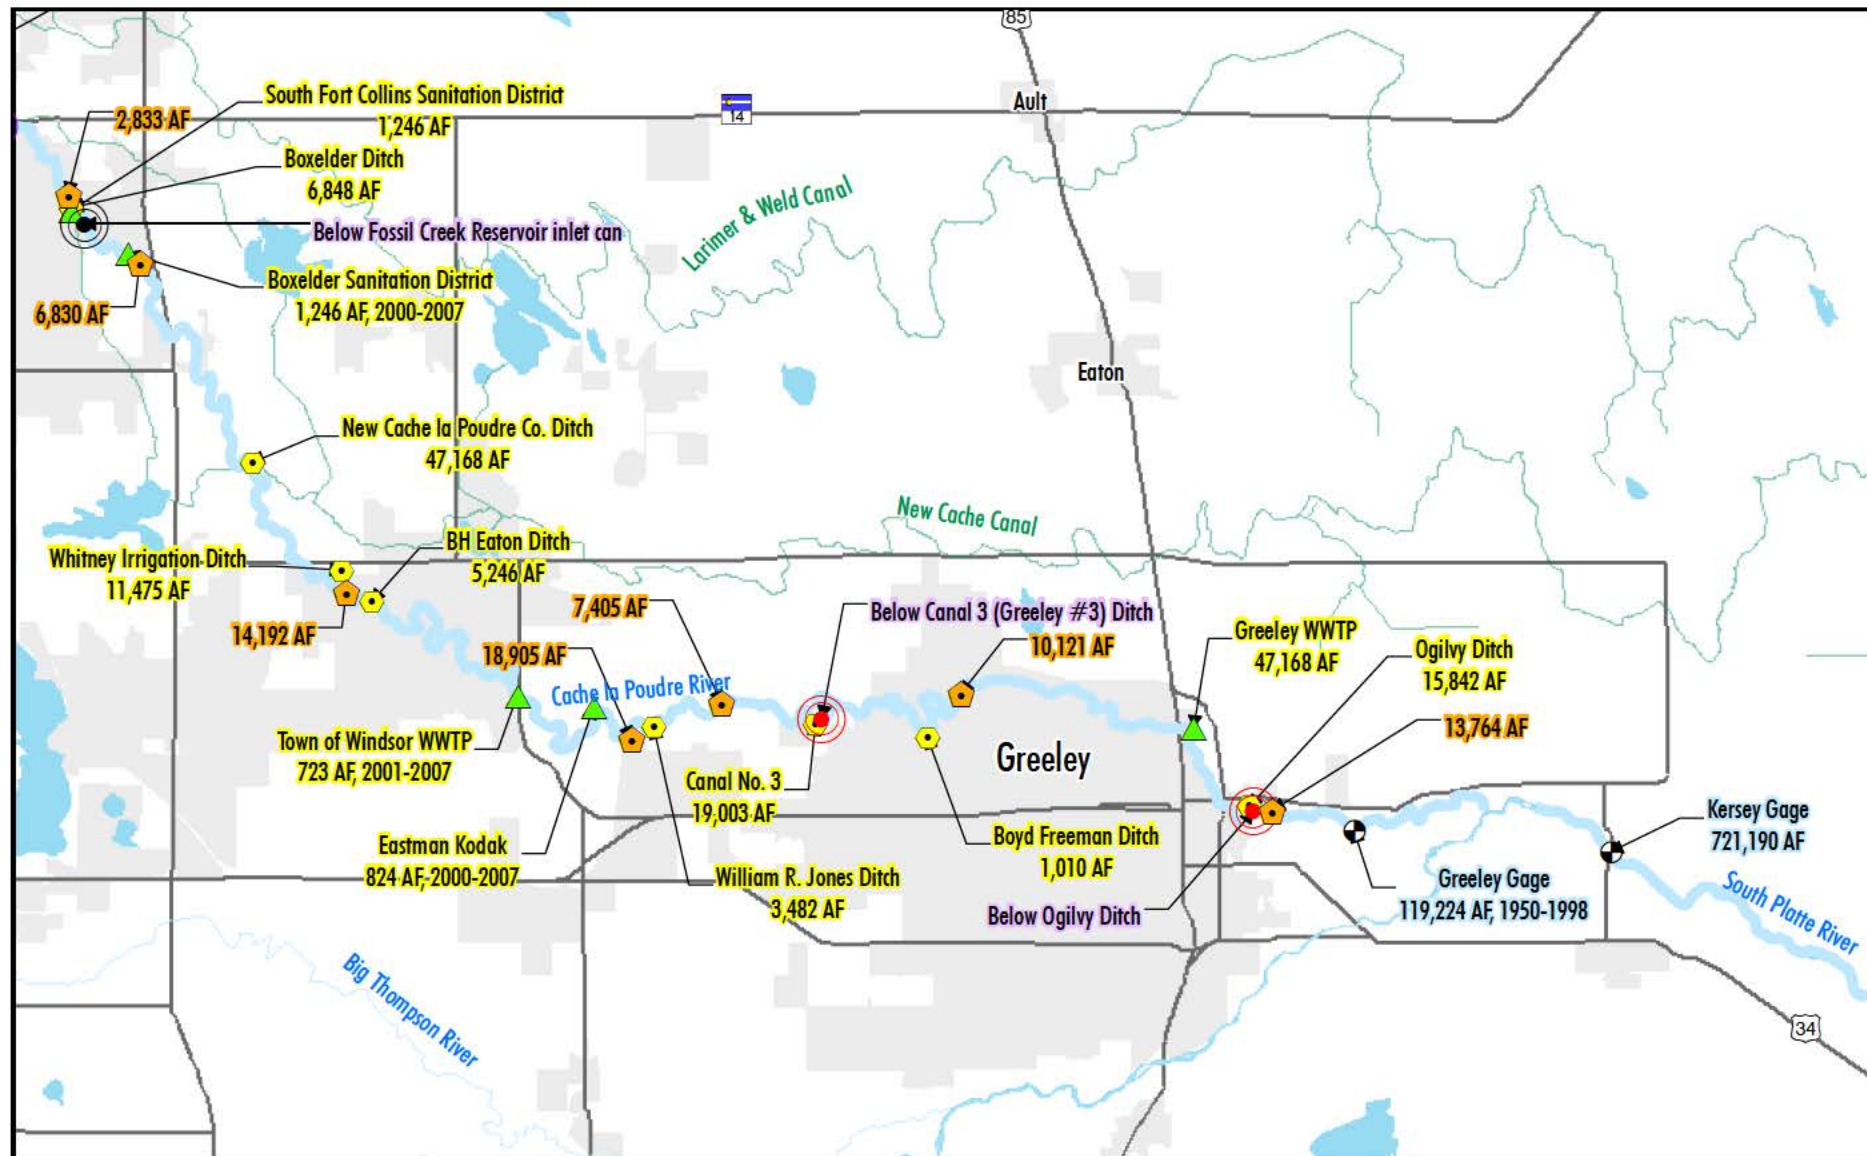 85
South Fort Collins Sanitation District
1,246 AF
2,833 AF
14
Ault
Boxelder Ditch
6,848 AF
Below Fossil Creek Reservoir inlet can
Larimer & Weld Canal
Boxelder Sanitation District
1,246 AF, 2000-2007
6,830 AF
Eaton
New Cache la Poudre Co. Ditch
47,168 AF
New Cache Canal
Whitney Irrigation Ditch
11,475 AF
BH Eaton Ditch
5,246 AF
14,192 AF
7,405 AF
Below Canal 3 (Greeley #3) Ditch
10,121 AF
Greeley WWTP
47,168 AF
Ogilvy Ditch
15,842 AF
18,905 AF
Cache la Poudre River
13,764 AF
Town of Windsor WWTP
723 AF, 2001-2007
Canal No. 3
19,003 AF
Greeley
Eastman Kodak
824 AF, 2000-2007
William R. Jones Ditch
3,482 AF
Boyd Freeman Ditch
1,010 AF
Below Ogilvy Ditch
Greeley Gage
119,224 AF, 1950-1998
Kersey Gage
721,190 AF
South Platte River
Big Thompson River
34